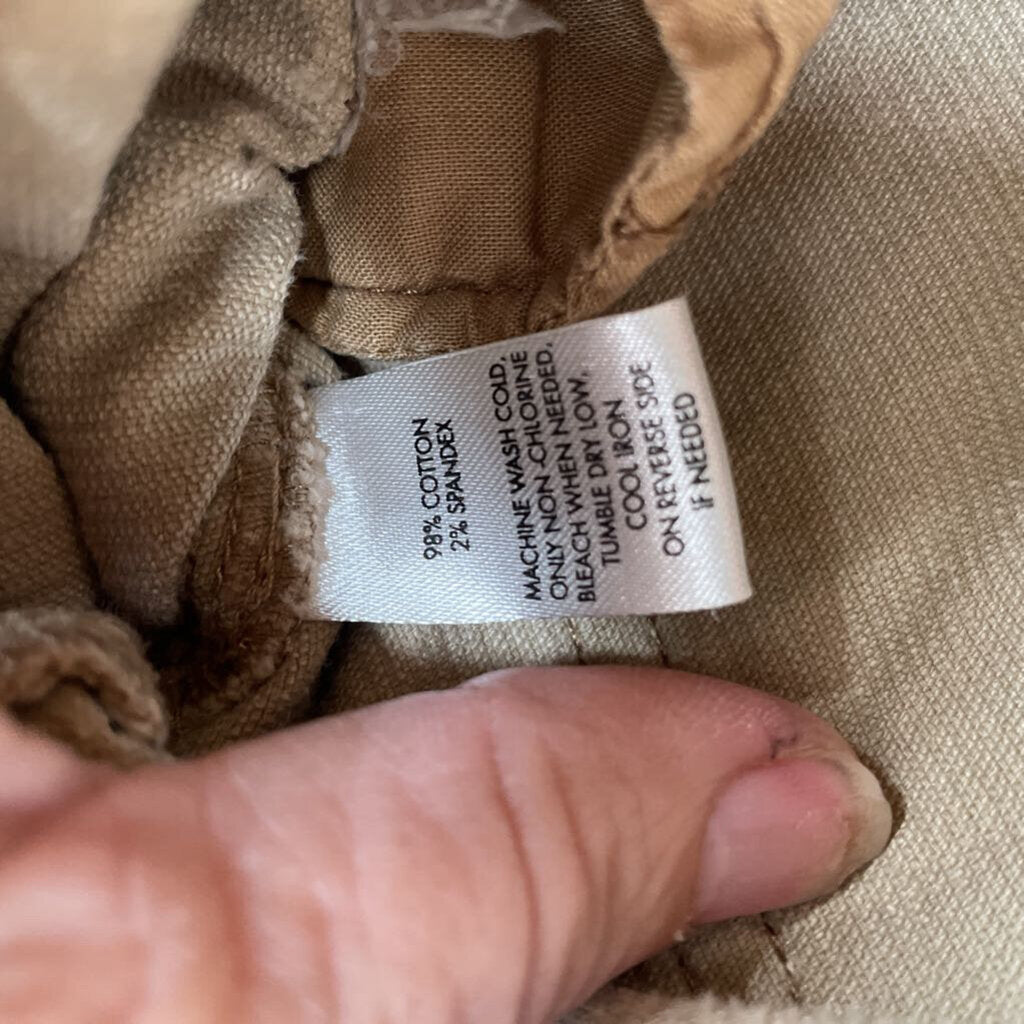 98% COTTON
2% SPANDEX
MACHINE WASH COLD,
ONLY NON-CHLORINE
BLEACH WHEN NEEDED,
TUMBLE DRY LOW,
COOL IRON
ON REVERSE SIDE
IF NEEDED